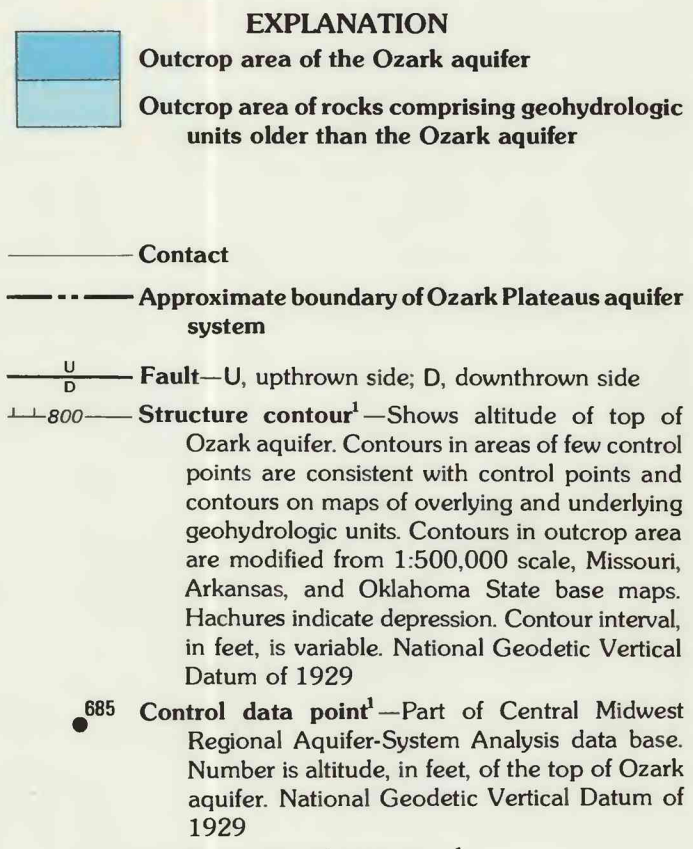 EXPLANATION
Outcrop area of the Ozark aquifer
Outcrop area of rocks comprising geohydrologic
units older than the Ozark aquifer
Contact
Approximate boundary of Ozark Plateaus aquifer
system
U
D
Fault—U, upthrown side; D, downthrown side
800 Structure contour¹—Shows altitude of top of
Ozark aquifer. Contours in areas of few control
points are consistent with control points and
contours on maps of overlying and underlying
geohydrologic units. Contours in outcrop area
are modified from 1:500,000 scale, Missouri,
Arkansas, and Oklahoma State base maps.
Hachures indicate depression. Contour interval,
in feet, is variable. National Geodetic Vertical
Datum of 1929
685 Control data point¹—Part of Central Midwest
Regional Aquifer-System Analysis data base.
Number is altitude, in feet, of the top of Ozark
aquifer. National Geodetic Vertical Datum of
1929